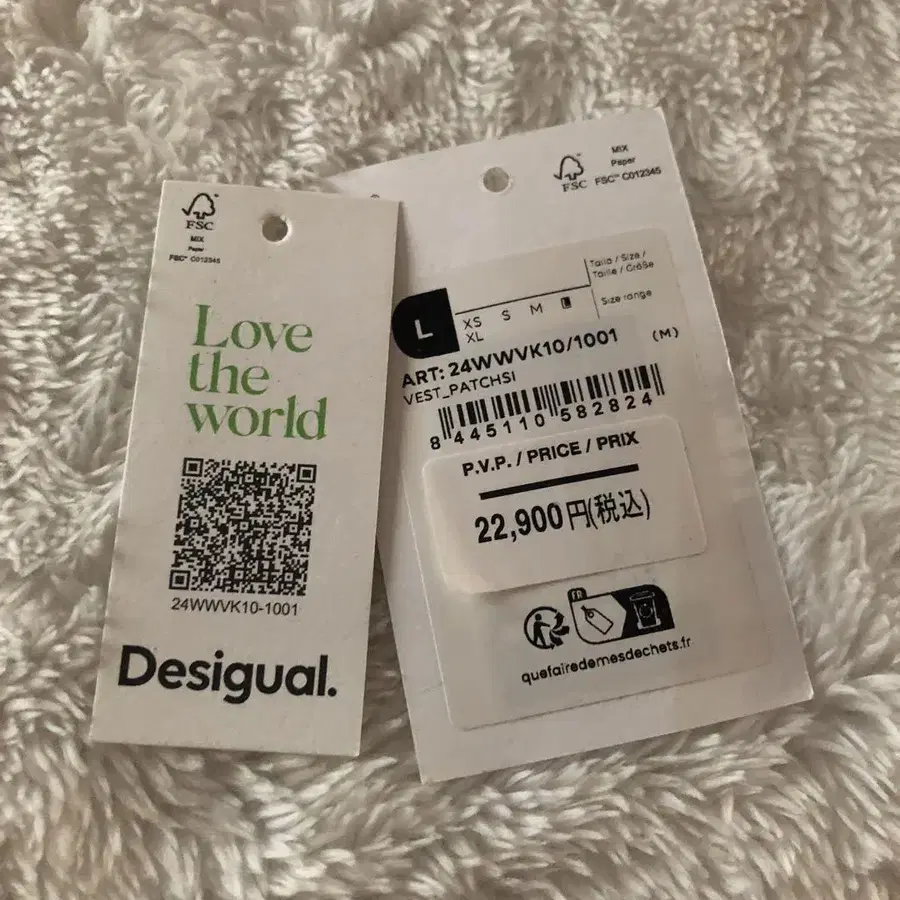 FSC
MIX
Paper
FSC™ C012345
Love
the
world
24WWVK10-1001
Desigual.
MIX
Paper
FSC
FSC™ C012345
Talla / Size /
Taille / Größe
L
XS S M L
XL
Size range
ART: 24WWVK10/1001 (M)
VEST_PATCHSI
8 445110 582824
P.V.P. / PRICE / PRIX
22,900円(税込)
FR
quefairedemesdechets.fr